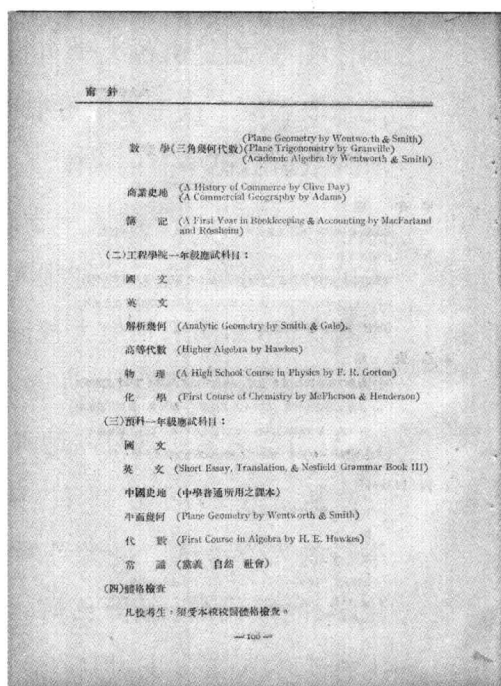 南針
(Plane Geometry by Wentworth & Smith)
數 學(三角幾何代數)(Plane Trigonometry by Granville)
(Academic Algebra by Wentworth & Smith)
商業史地 (A History of Commerce by Clive Day)
(A Commercial Geography by Adams)
簿 記 (A First Year in Bookkeeping & Accounting by MacFarland
and Rossheim)
(二)工程學院一年級應試科目:
國 文
英 文
解析幾何 (Analytic Geometry by Smith & Gale).
高等代數 (Higher Algebra by Hawkes)
物 理 (A High School Course in Physics by F. R. Gorton)
化 學 (First Course of Chemistry by McPherson & Henderson)
(三)預科一年級應試科目:
國 文
英 文 (Short Essay, Translation, & Nesfield Grammar Book III)
中國史地 (中學普通所用之課本)
平面幾何 (Plane Geometry by Wentworth & Smith)
代 數 (First Course in Algebra by H. E. Hawkes)
常 識 (黨義 自然 社會)
(四)體格檢查
凡投考生,須受本校校醫體格檢查。
— 190 —